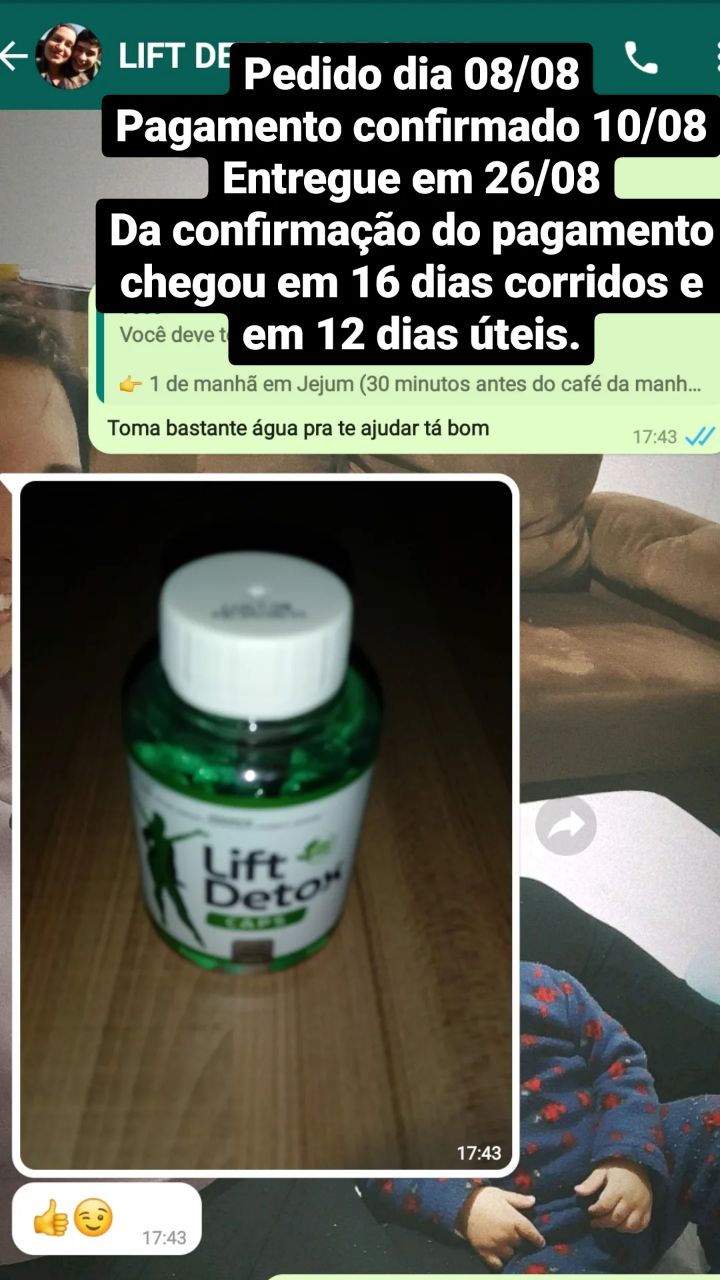 LIFT DE
Pedido dia 08/08
Pagamento confirmado 10/08
Entregue em 26/08
Da confirmação do pagamento
chegou em 16 dias corridos e
em 12 dias úteis.
Você deve t
👉 1 de manhã em Jejum (30 minutos antes do café da manh...
Toma bastante água pra te ajudar tá bom
17:43
Lift
Detox
CAPS
17:43
👍😉
17:43